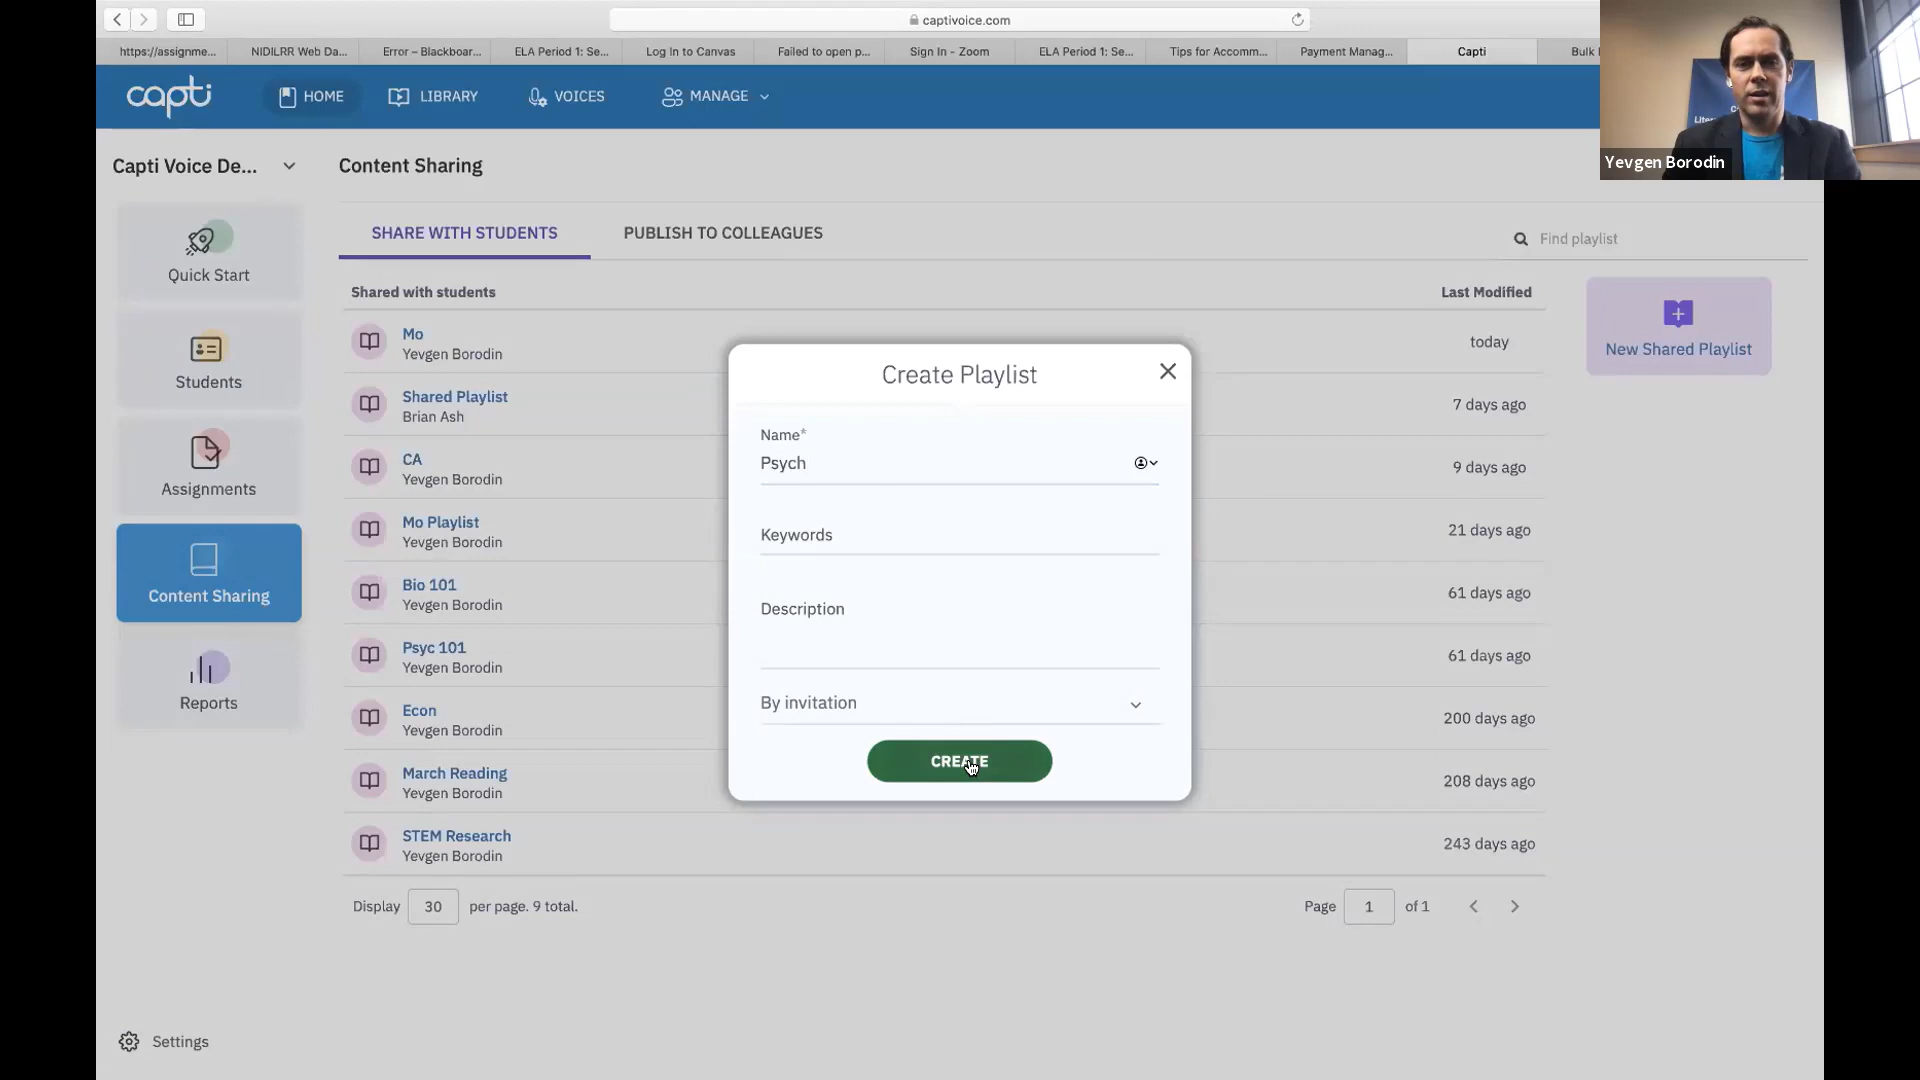 captivoice.com
https://assignme...
NIDILRR Web Da...
Error – Blackboar...
ELA Period 1: Se...
Log In to Canvas
Failed to open p...
Sign In - Zoom
ELA Period 1: Se...
Tips for Accomm...
Payment Manag...
Capti
Bulk
capti
HOME
LIBRARY
VOICES
MANAGE
Yevgen Borodin
Capti Voice De...
Quick Start
Students
Assignments
Content Sharing
Reports
Settings
Content Sharing
SHARE WITH STUDENTS
PUBLISH TO COLLEAGUES
Find playlist
Shared with students
Last Modified
New Shared Playlist
Mo
Yevgen Borodin
today
Shared Playlist
Brian Ash
7 days ago
CA
Yevgen Borodin
9 days ago
Mo Playlist
Yevgen Borodin
21 days ago
Bio 101
Yevgen Borodin
61 days ago
Psyc 101
Yevgen Borodin
61 days ago
Econ
Yevgen Borodin
200 days ago
March Reading
Yevgen Borodin
208 days ago
STEM Research
Yevgen Borodin
243 days ago
Display 30 per page. 9 total.
Page 1 of 1
Create Playlist
Name*
Psych
Keywords
Description
By invitation
CREATE